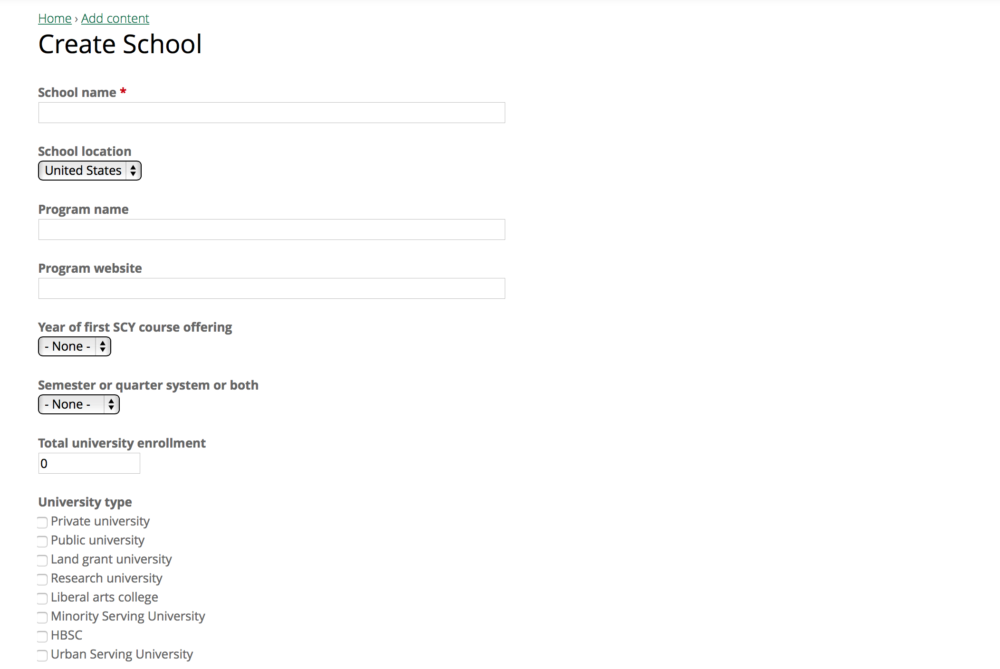 Home › Add content
Create School
School name *
School location
United States
Program name
Program website
Year of first SCY course offering
- None -
Semester or quarter system or both
- None -
Total university enrollment
0
University type
Private university
Public university
Land grant university
Research university
Liberal arts college
Minority Serving University
HBSC
Urban Serving University